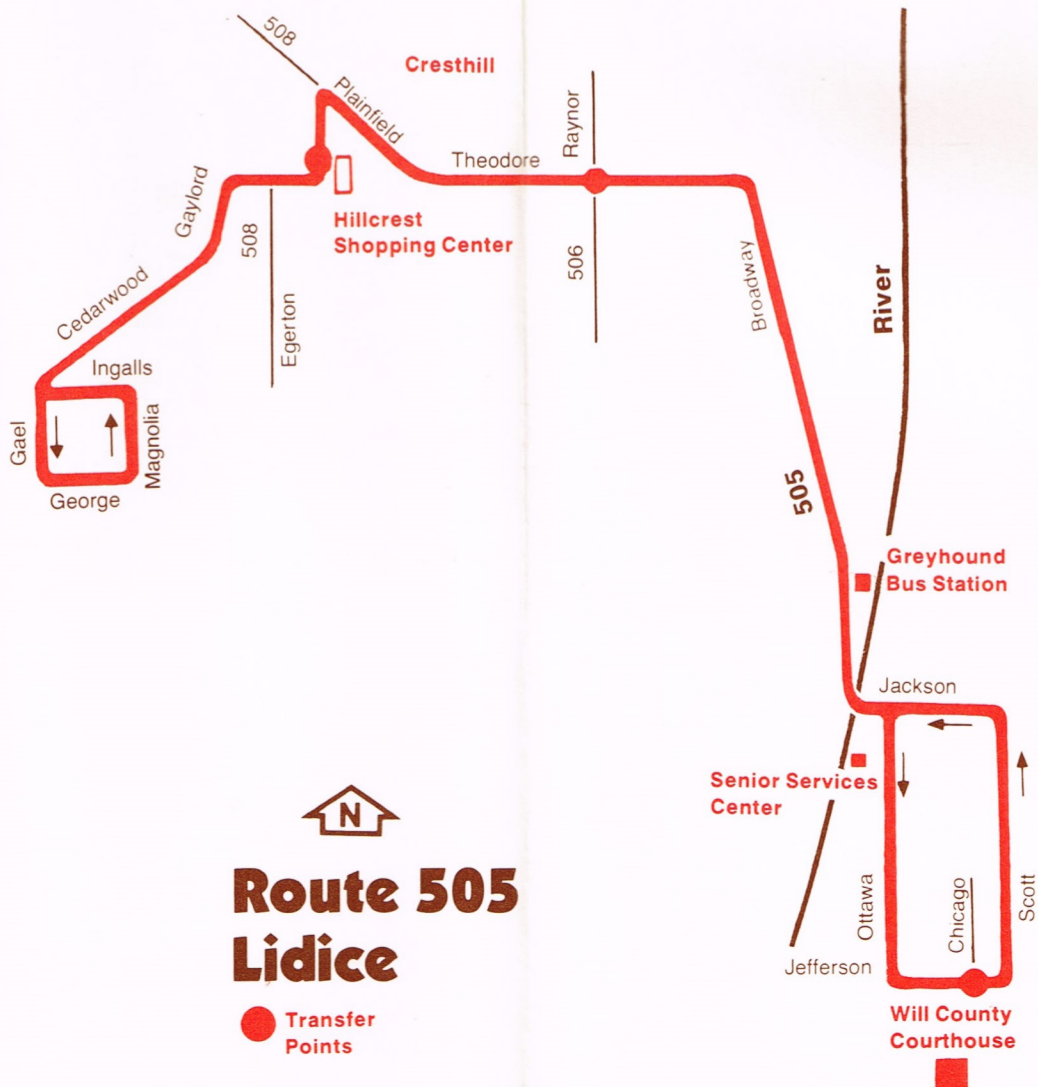 508
Cresthill
Plainfield
Raynor
Theodore
Gaylord
Hillcrest
Shopping Center
508
506
Cedarwood
Egerton
Broadway
River
Ingalls
Gael
Magnolia
George
505
Greyhound
Bus Station
Jackson
Senior Services
Center
N
Route 505
Lidice
Transfer
Points
Ottawa
Chicago
Scott
Jefferson
Will County
Courthouse